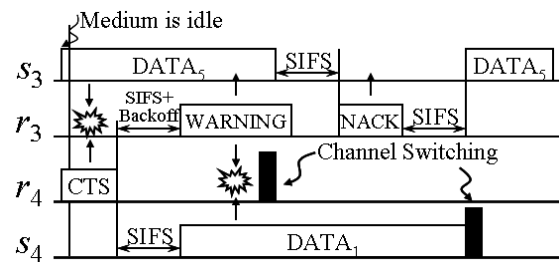 Medium is idle
s3 DATA5 SIFS DATA5
SIFS+
Backoff
r3 WARNING NACK SIFS
Channel Switching
r4 CTS
s4 SIFS DATA1